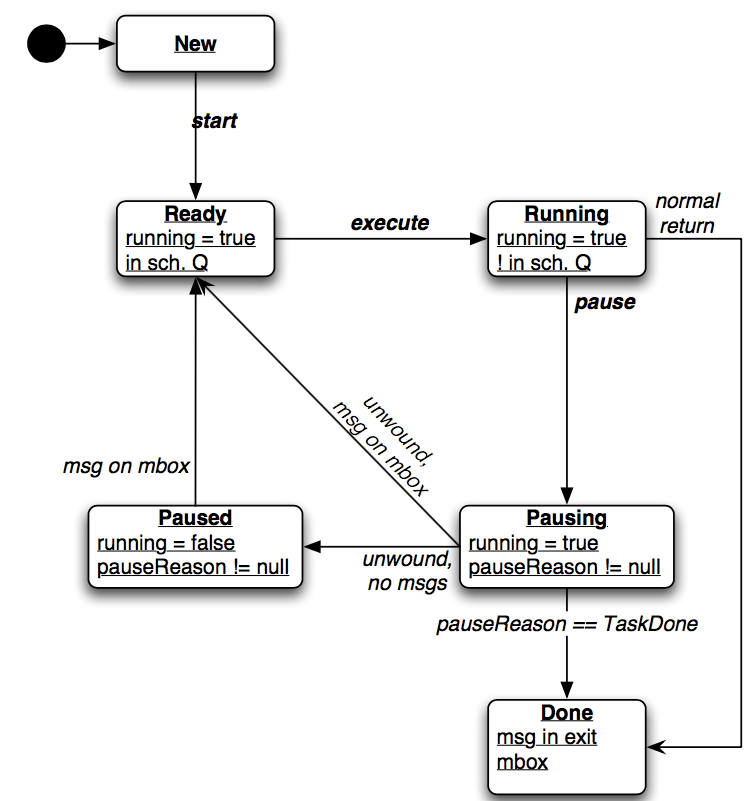 New
start
Ready
running = true
in sch. Q
execute
Running
running = true
! in sch. Q
normal
return
pause
unwound,
msg on mbox
msg on mbox
Paused
running = false
pauseReason != null
unwound,
no msgs
Pausing
running = true
pauseReason != null
pauseReason == TaskDone
Done
msg in exit
mbox